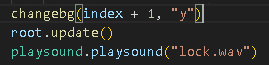 changebg(index + 1, "y")
root.update()
playsound.playsound("lock.wav")